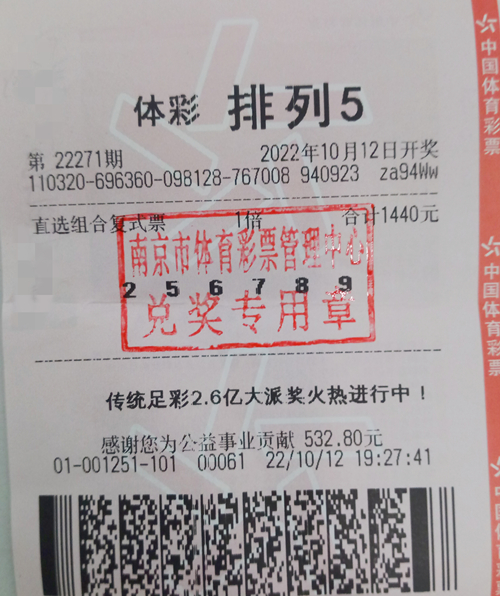 体彩 排列5
第 22271期 2022年10月12日开奖
110320-696360-098128-767008 940923 za94Ww
直选组合复式票 1倍 合计1440元
南京市体育彩票管理中心
2 5 6 7 8 9
兑奖专用章
传统足彩2.6亿大派奖火热进行中！
感谢您为公益事业贡献 532.80元
01-001251-101 00061 22/10/12 19:27:41
中国体育彩票
中国体育彩票
中国体育